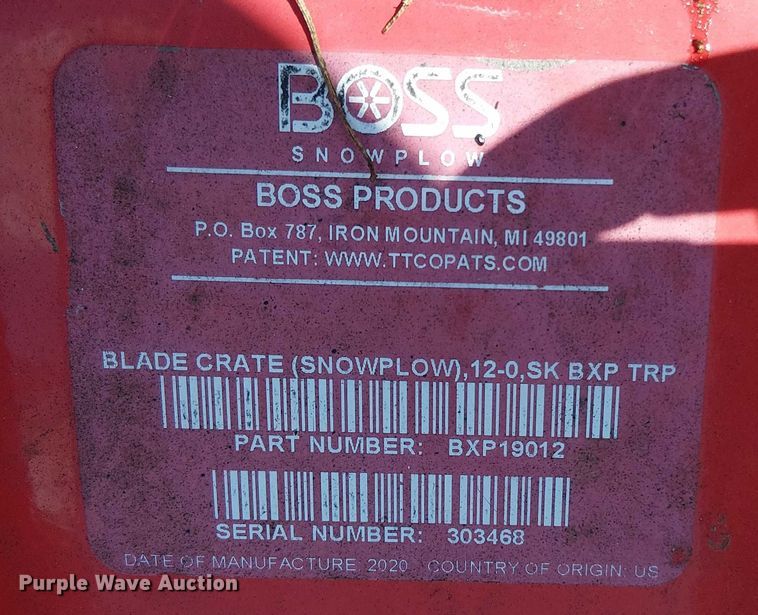 BOSS
SNOWPLOW
BOSS PRODUCTS
P.O. Box 787, IRON MOUNTAIN, MI 49801
PATENT: WWW.TTCOPATS.COM
BLADE CRATE (SNOWPLOW),12-0,SK BXP TRP
PART NUMBER: BXP19012
SERIAL NUMBER: 303468
DATE OF MANUFACTURE 2020 COUNTRY OF ORIGIN: US
Purple Wave Auction